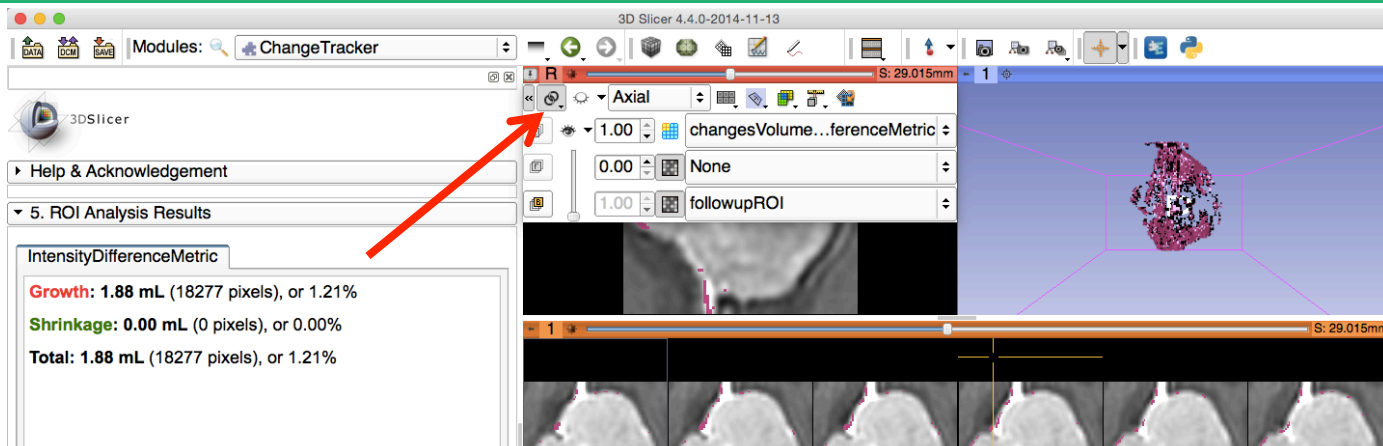 3D Slicer 4.4.0-2014-11-13
DATA DCM SAVE Modules: ChangeTracker
3DSlicer
Help & Acknowledgement
5. ROI Analysis Results
IntensityDifferenceMetric
Growth: 1.88 mL (18277 pixels), or 1.21%
Shrinkage: 0.00 mL (0 pixels), or 0.00%
Total: 1.88 mL (18277 pixels), or 1.21%
R S: 29.015mm
Axial
1.00 changesVolume...ferenceMetric
F 0.00 None
B 1.00 followupROI
1
1 S: 29.015mm